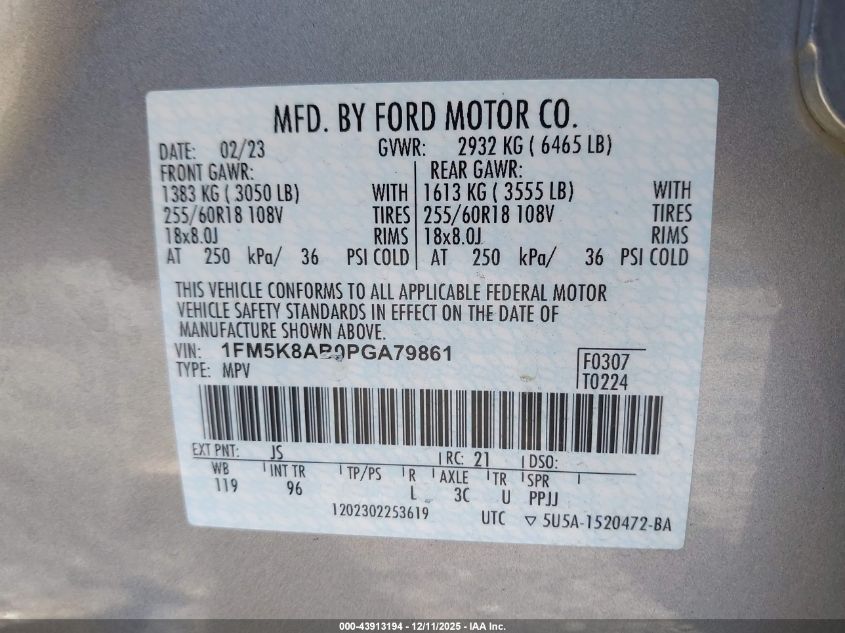 MFD. BY FORD MOTOR CO.
DATE: 02/23 GVWR: 2932 KG ( 6465 LB)
FRONT GAWR: REAR GAWR:
1383 KG ( 3050 LB) WITH 1613 KG ( 3555 LB) WITH
255/60R18 108V TIRES 255/60R18 108V TIRES
18x8.0J RIMS 18x8.0J RIMS
AT 250 kPa/ 36 PSI COLD AT 250 kPa/ 36 PSI COLD
THIS VEHICLE CONFORMS TO ALL APPLICABLE FEDERAL MOTOR
VEHICLE SAFETY STANDARDS IN EFFECT ON THE DATE OF
MANUFACTURE SHOWN ABOVE.
VIN: 1FM5K8AB0PGA79861
TYPE: MPV
F0307
T0224
EXT PNT: JS RC: 21 DSO:
WB INT TR TP/PS R AXLE TR SPR
119 96 L 3C U PPJJ
1202302253619 UTC ▽ 5U5A-1520472-BA
000-43913194 - 12/11/2025 - IAA Inc.